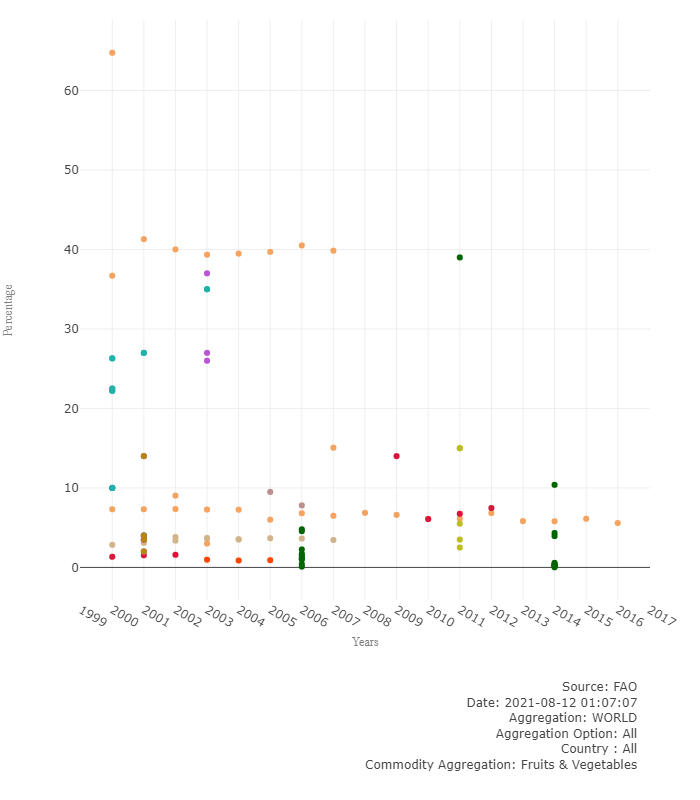 60
50
40
30
20
10
0
Percentage
1999 2000 2001 2002 2003 2004 2005 2006 2007 2008 2009 2010 2011 2012 2013 2014 2015 2016 2017
Years
Source: FAO
Date: 2021-08-12 01:07:07
Aggregation: WORLD
Aggregation Option: All
Country : All
Commodity Aggregation: Fruits & Vegetables